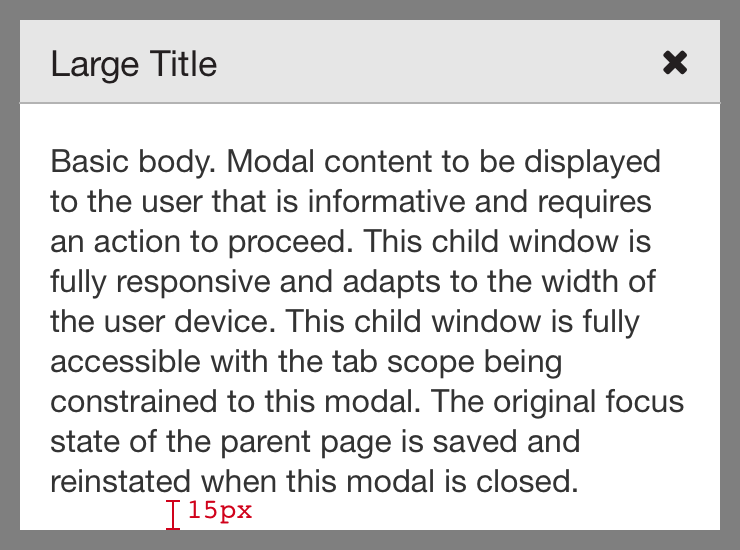 Large Title
Basic body. Modal content to be displayed
to the user that is informative and requires
an action to proceed. This child window is
fully responsive and adapts to the width of
the user device. This child window is fully
accessible with the tab scope being
constrained to this modal. The original focus
state of the parent page is saved and
reinstated when this modal is closed.
15px